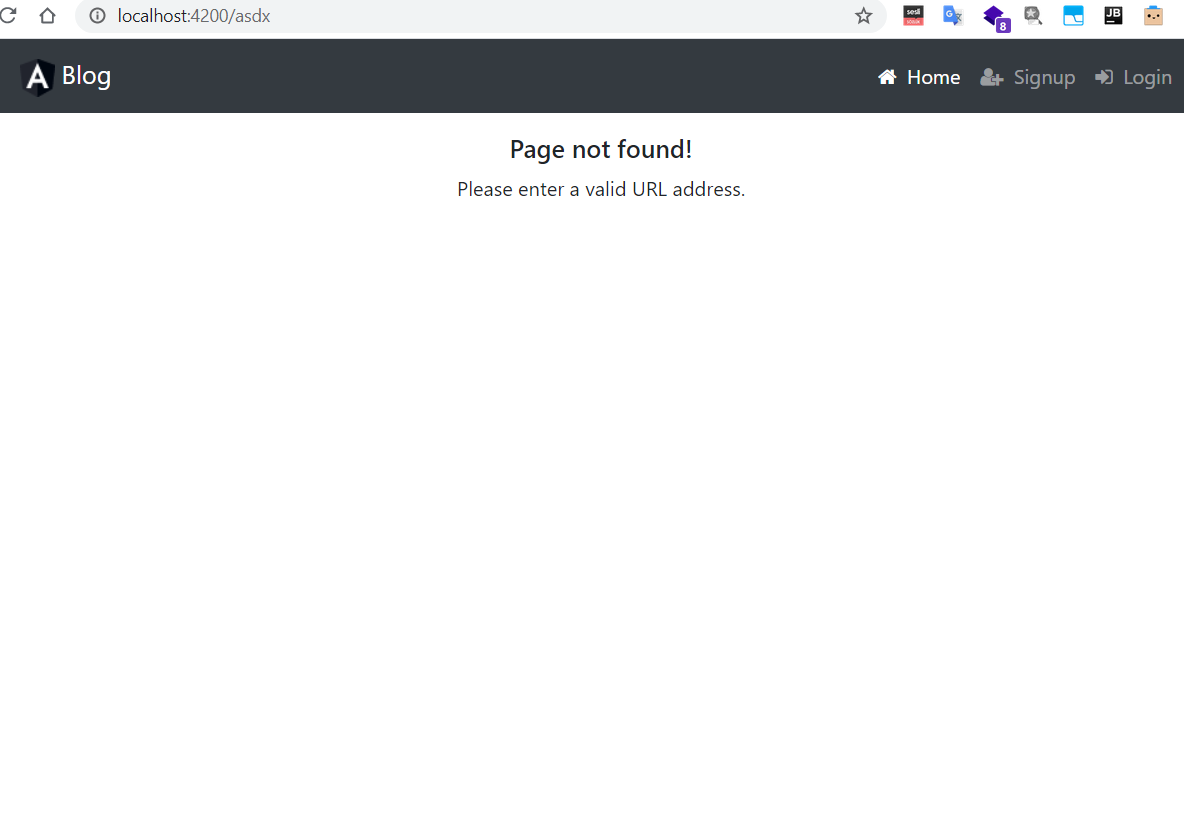 localhost:4200/asdx
sesli
sözlük
G
8
JB
A Blog
Home
Signup
Login
Page not found!
Please enter a valid URL address.